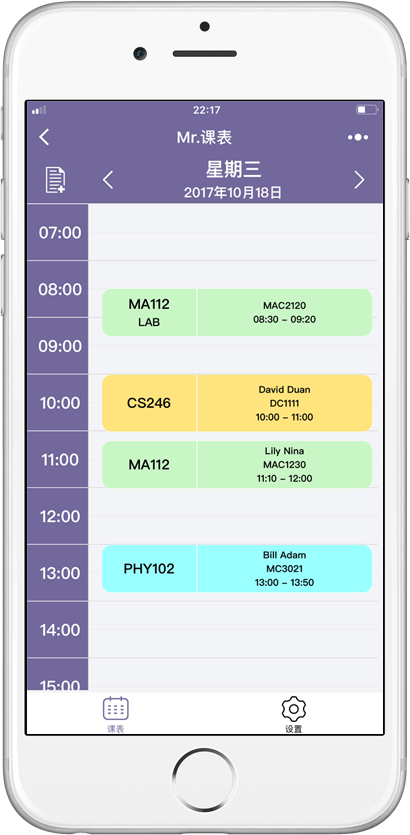 22:17
Mr.课表
星期三
2017年10月18日
07:00
08:00
MA112
LAB
MAC2120
08:30 – 09:20
09:00
10:00
CS246
David Duan
DC1111
10:00 – 11:00
11:00
MA112
Lily Nina
MAC1230
11:10 – 12:00
12:00
13:00
PHY102
Bill Adam
MC3021
13:00 – 13:50
14:00
15:00
课表
设置